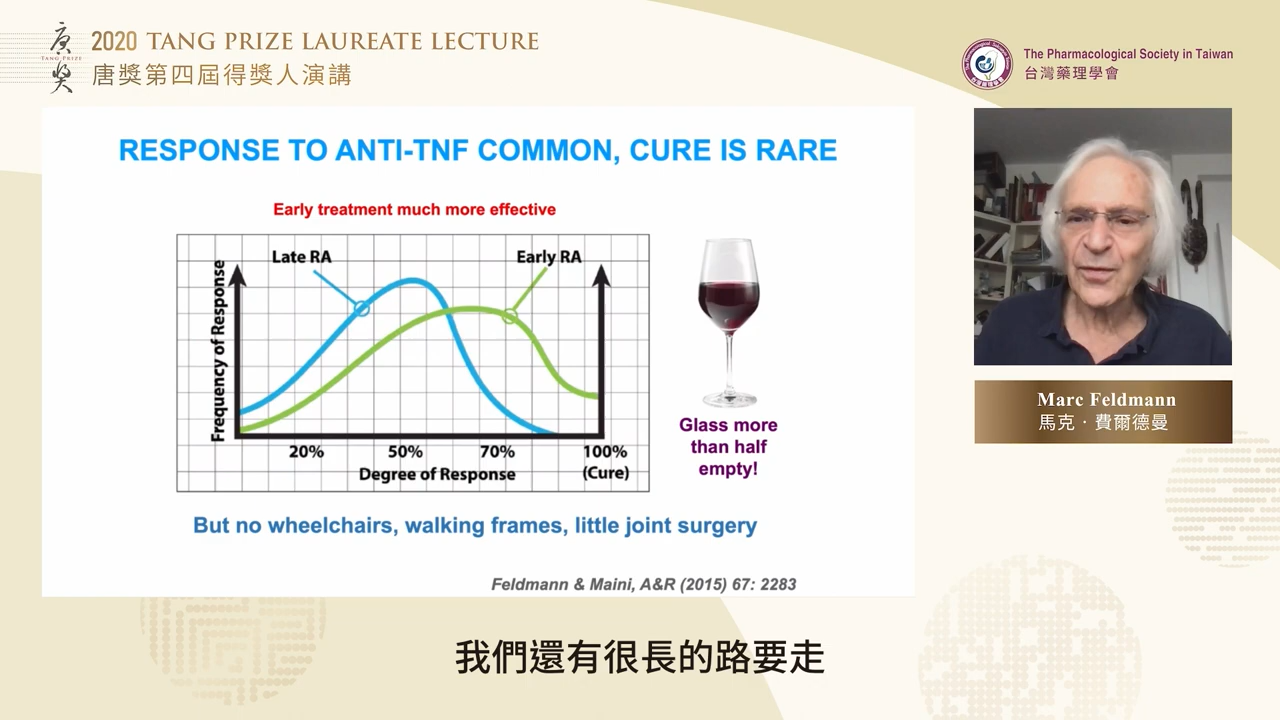 唐獎
TANG PRIZE
2020 TANG PRIZE LAUREATE LECTURE
唐獎第四屆得獎人演講
The Pharmacological Society in Taiwan
台灣藥理學會
RESPONSE TO ANTI-TNF COMMON, CURE IS RARE
Early treatment much more effective
Late RA
Early RA
Frequency of Response
20%
50%
70%
100%
(Cure)
Degree of Response
Glass more
than half
empty!
But no wheelchairs, walking frames, little joint surgery
Feldmann & Maini, A&R (2015) 67: 2283
Marc Feldmann
馬克．費爾德曼
我們還有很長的路要走